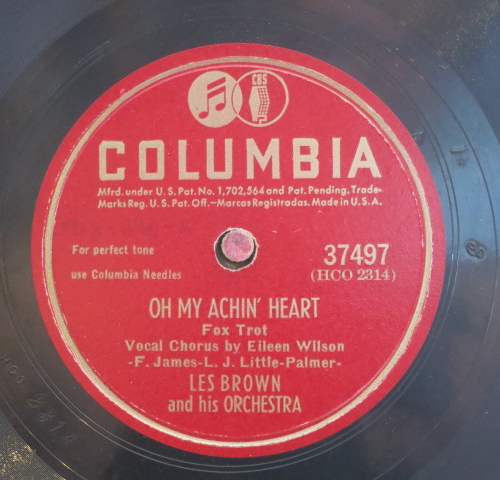 CBS
COLUMBIA
Mfrd. under U.S. Pat. No. 1,702,564 and Pat. Pending. Trade-
Marks Reg. U.S. Pat. Off.—Marcas Registradas. Made in U.S.A.
For perfect tone
use Columbia Needles
37497
(HCO 2314)
OH MY ACHIN' HEART
Fox Trot
Vocal Chorus by Eileen Wilson
-F. James-L. J. Little-Palmer-
LES BROWN
and his ORCHESTRA
HCO 2314